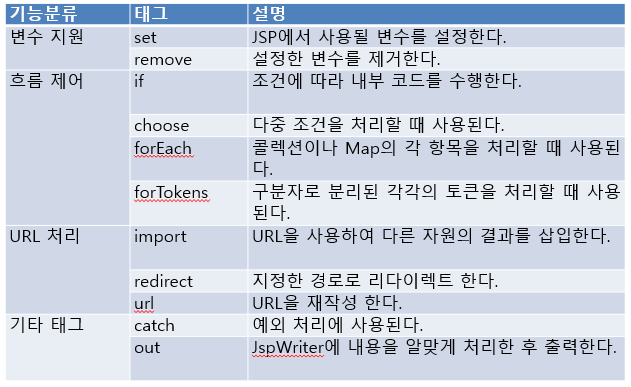 기능분류 태그 설명
변수 지원 set JSP에서 사용될 변수를 설정한다.
remove 설정한 변수를 제거한다.
흐름 제어 if 조건에 따라 내부 코드를 수행한다.
choose 다중 조건을 처리할 때 사용된다.
forEach 콜렉션이나 Map의 각 항목을 처리할 때 사용된
다.
forTokens 구분자로 분리된 각각의 토큰을 처리할 때 사용
된다.
URL 처리 import URL을 사용하여 다른 자원의 결과를 삽입한다.
redirect 지정한 경로로 리다이렉트 한다.
url URL을 재작성 한다.
기타 태그 catch 예외 처리에 사용된다.
out JspWriter에 내용을 알맞게 처리한 후 출력한다.